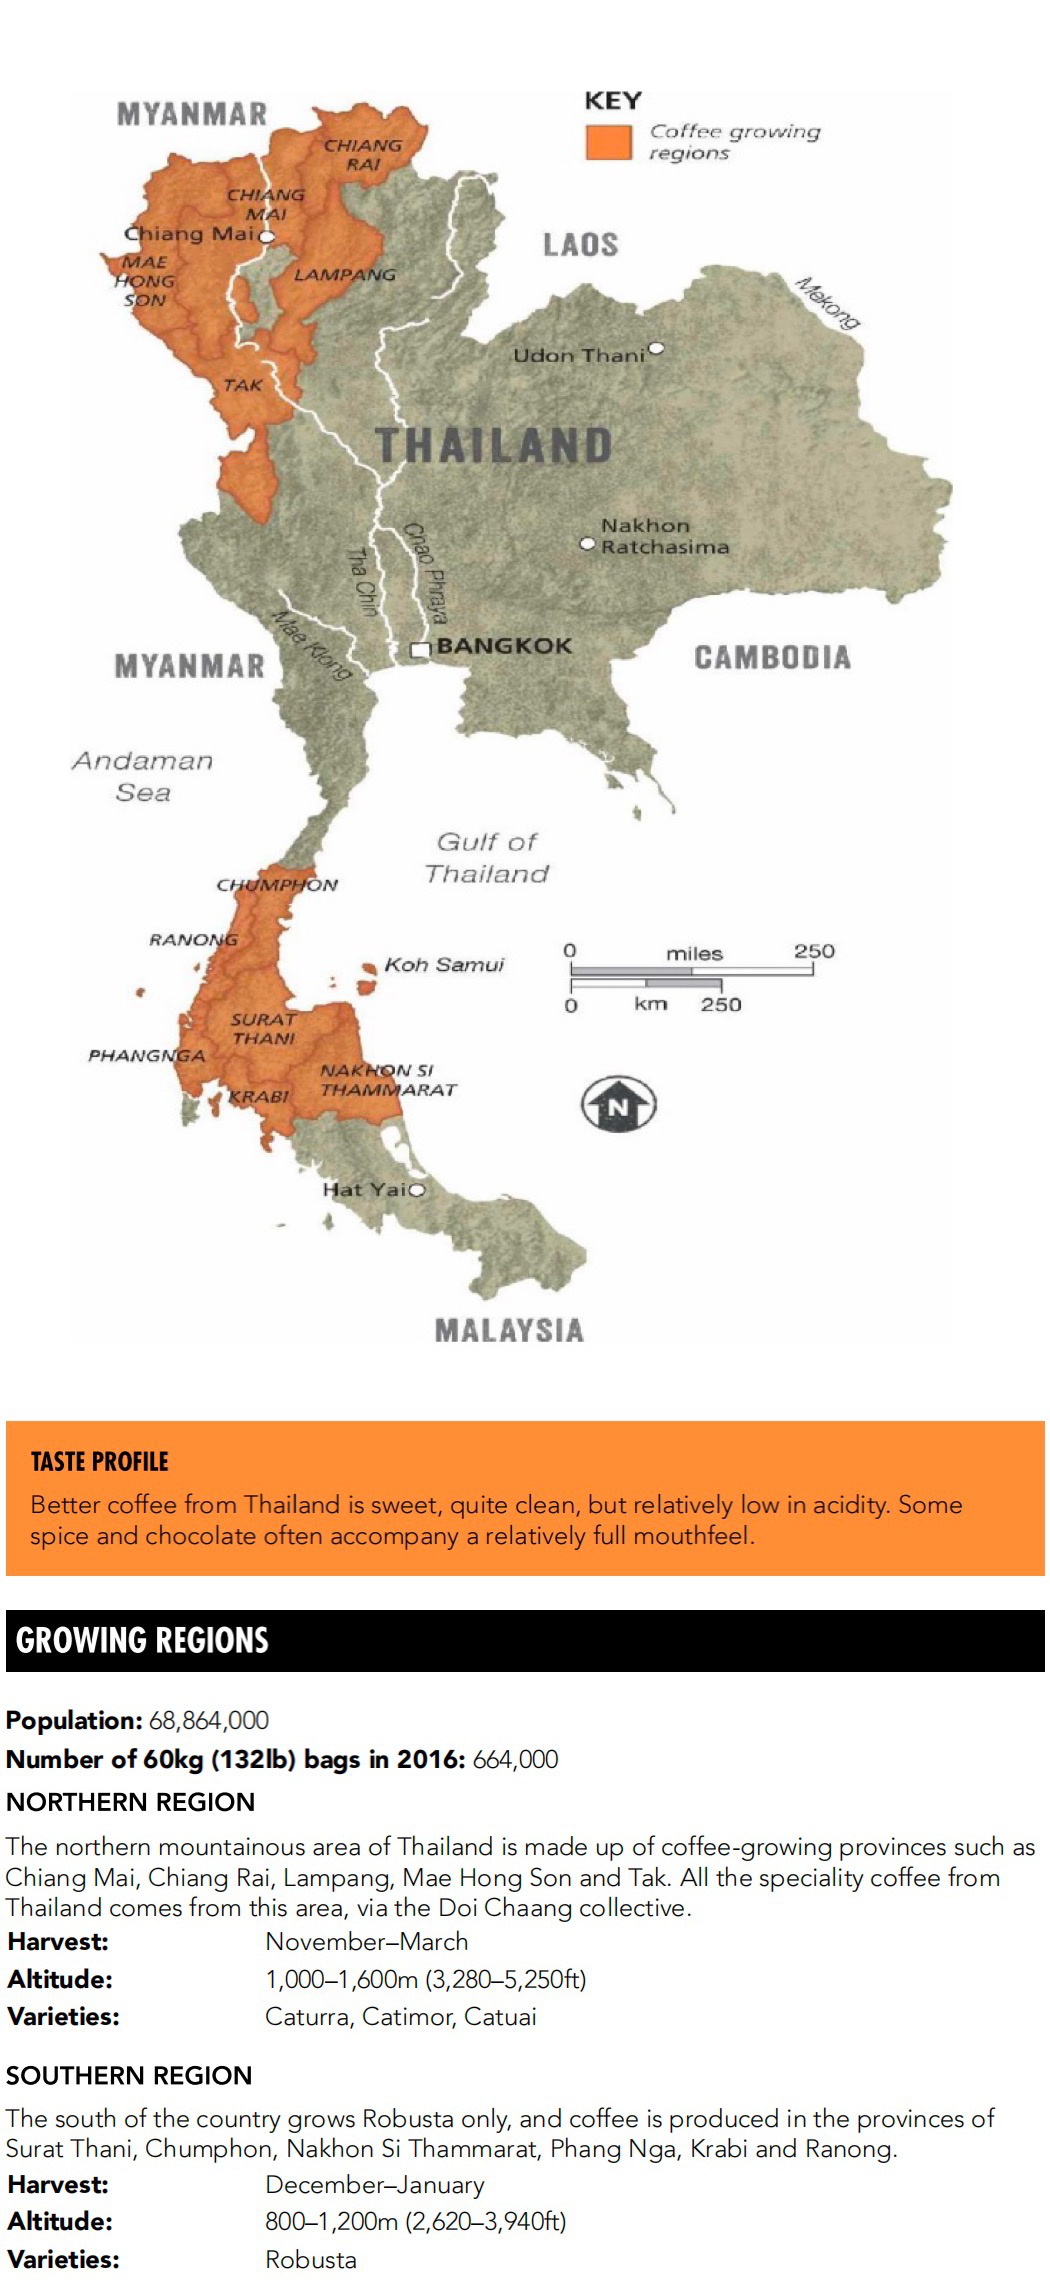 MYANMAR
KEY
Coffee growing
regions
CHIANG
RAI
CHIANG
MAI
Chiang Mai
LAOS
MAE
HONG
SON
LAMPANG
Mekong
Udon Thani
TAK
THAILAND
Nakhon
Ratchasima
Tha Chin
Chao Phraya
Mae Klong
BANGKOK
MYANMAR
CAMBODIA
Andaman
Sea
Gulf of
Thailand
CHUMPHON
RANONG
Koh Samui
0 miles 250
0 km 250
SURAT
THANI
PHANGNGA
NAKHON SI
THAMMARAT
KRABI
N
Hat Yai
MALAYSIA
TASTE PROFILE
Better coffee from Thailand is sweet, quite clean, but relatively low in acidity. Some
spice and chocolate often accompany a relatively full mouthfeel.
GROWING REGIONS
Population: 68,864,000
Number of 60kg (132lb) bags in 2016: 664,000
NORTHERN REGION
The northern mountainous area of Thailand is made up of coffee-growing provinces such as
Chiang Mai, Chiang Rai, Lampang, Mae Hong Son and Tak. All the speciality coffee from
Thailand comes from this area, via the Doi Chaang collective.
Harvest: November–March
Altitude: 1,000–1,600m (3,280–5,250ft)
Varieties: Caturra, Catimor, Catuai
SOUTHERN REGION
The south of the country grows Robusta only, and coffee is produced in the provinces of
Surat Thani, Chumphon, Nakhon Si Thammarat, Phang Nga, Krabi and Ranong.
Harvest: December–January
Altitude: 800–1,200m (2,620–3,940ft)
Varieties: Robusta